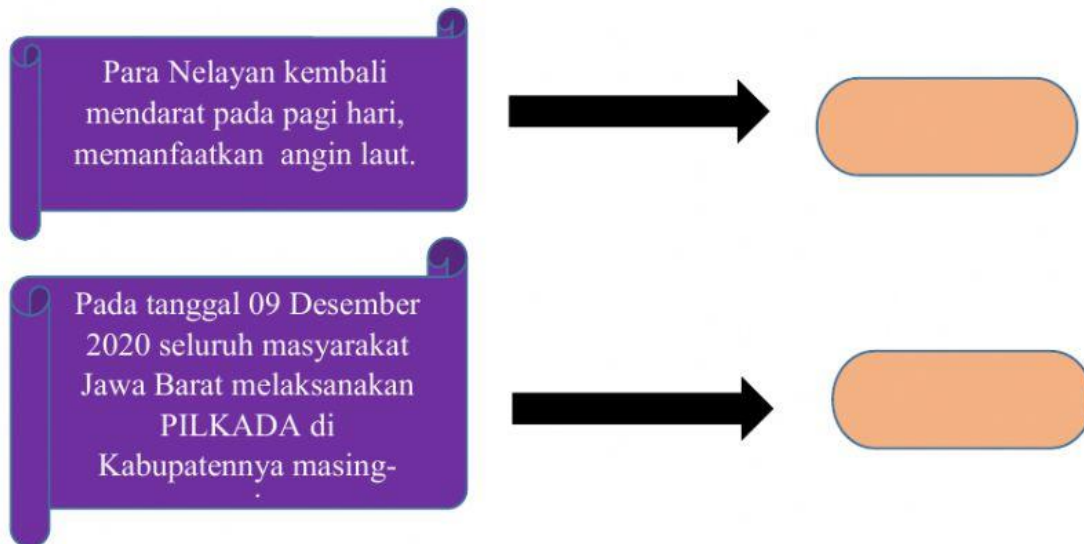 Para Nelayan kembali
mendarat pada pagi hari,
memanfaatkan  angin laut.
Pada tanggal 09 Desember
2020 seluruh masyarakat
Jawa Barat melaksanakan
PILKADA di
Kabupatennya masing-